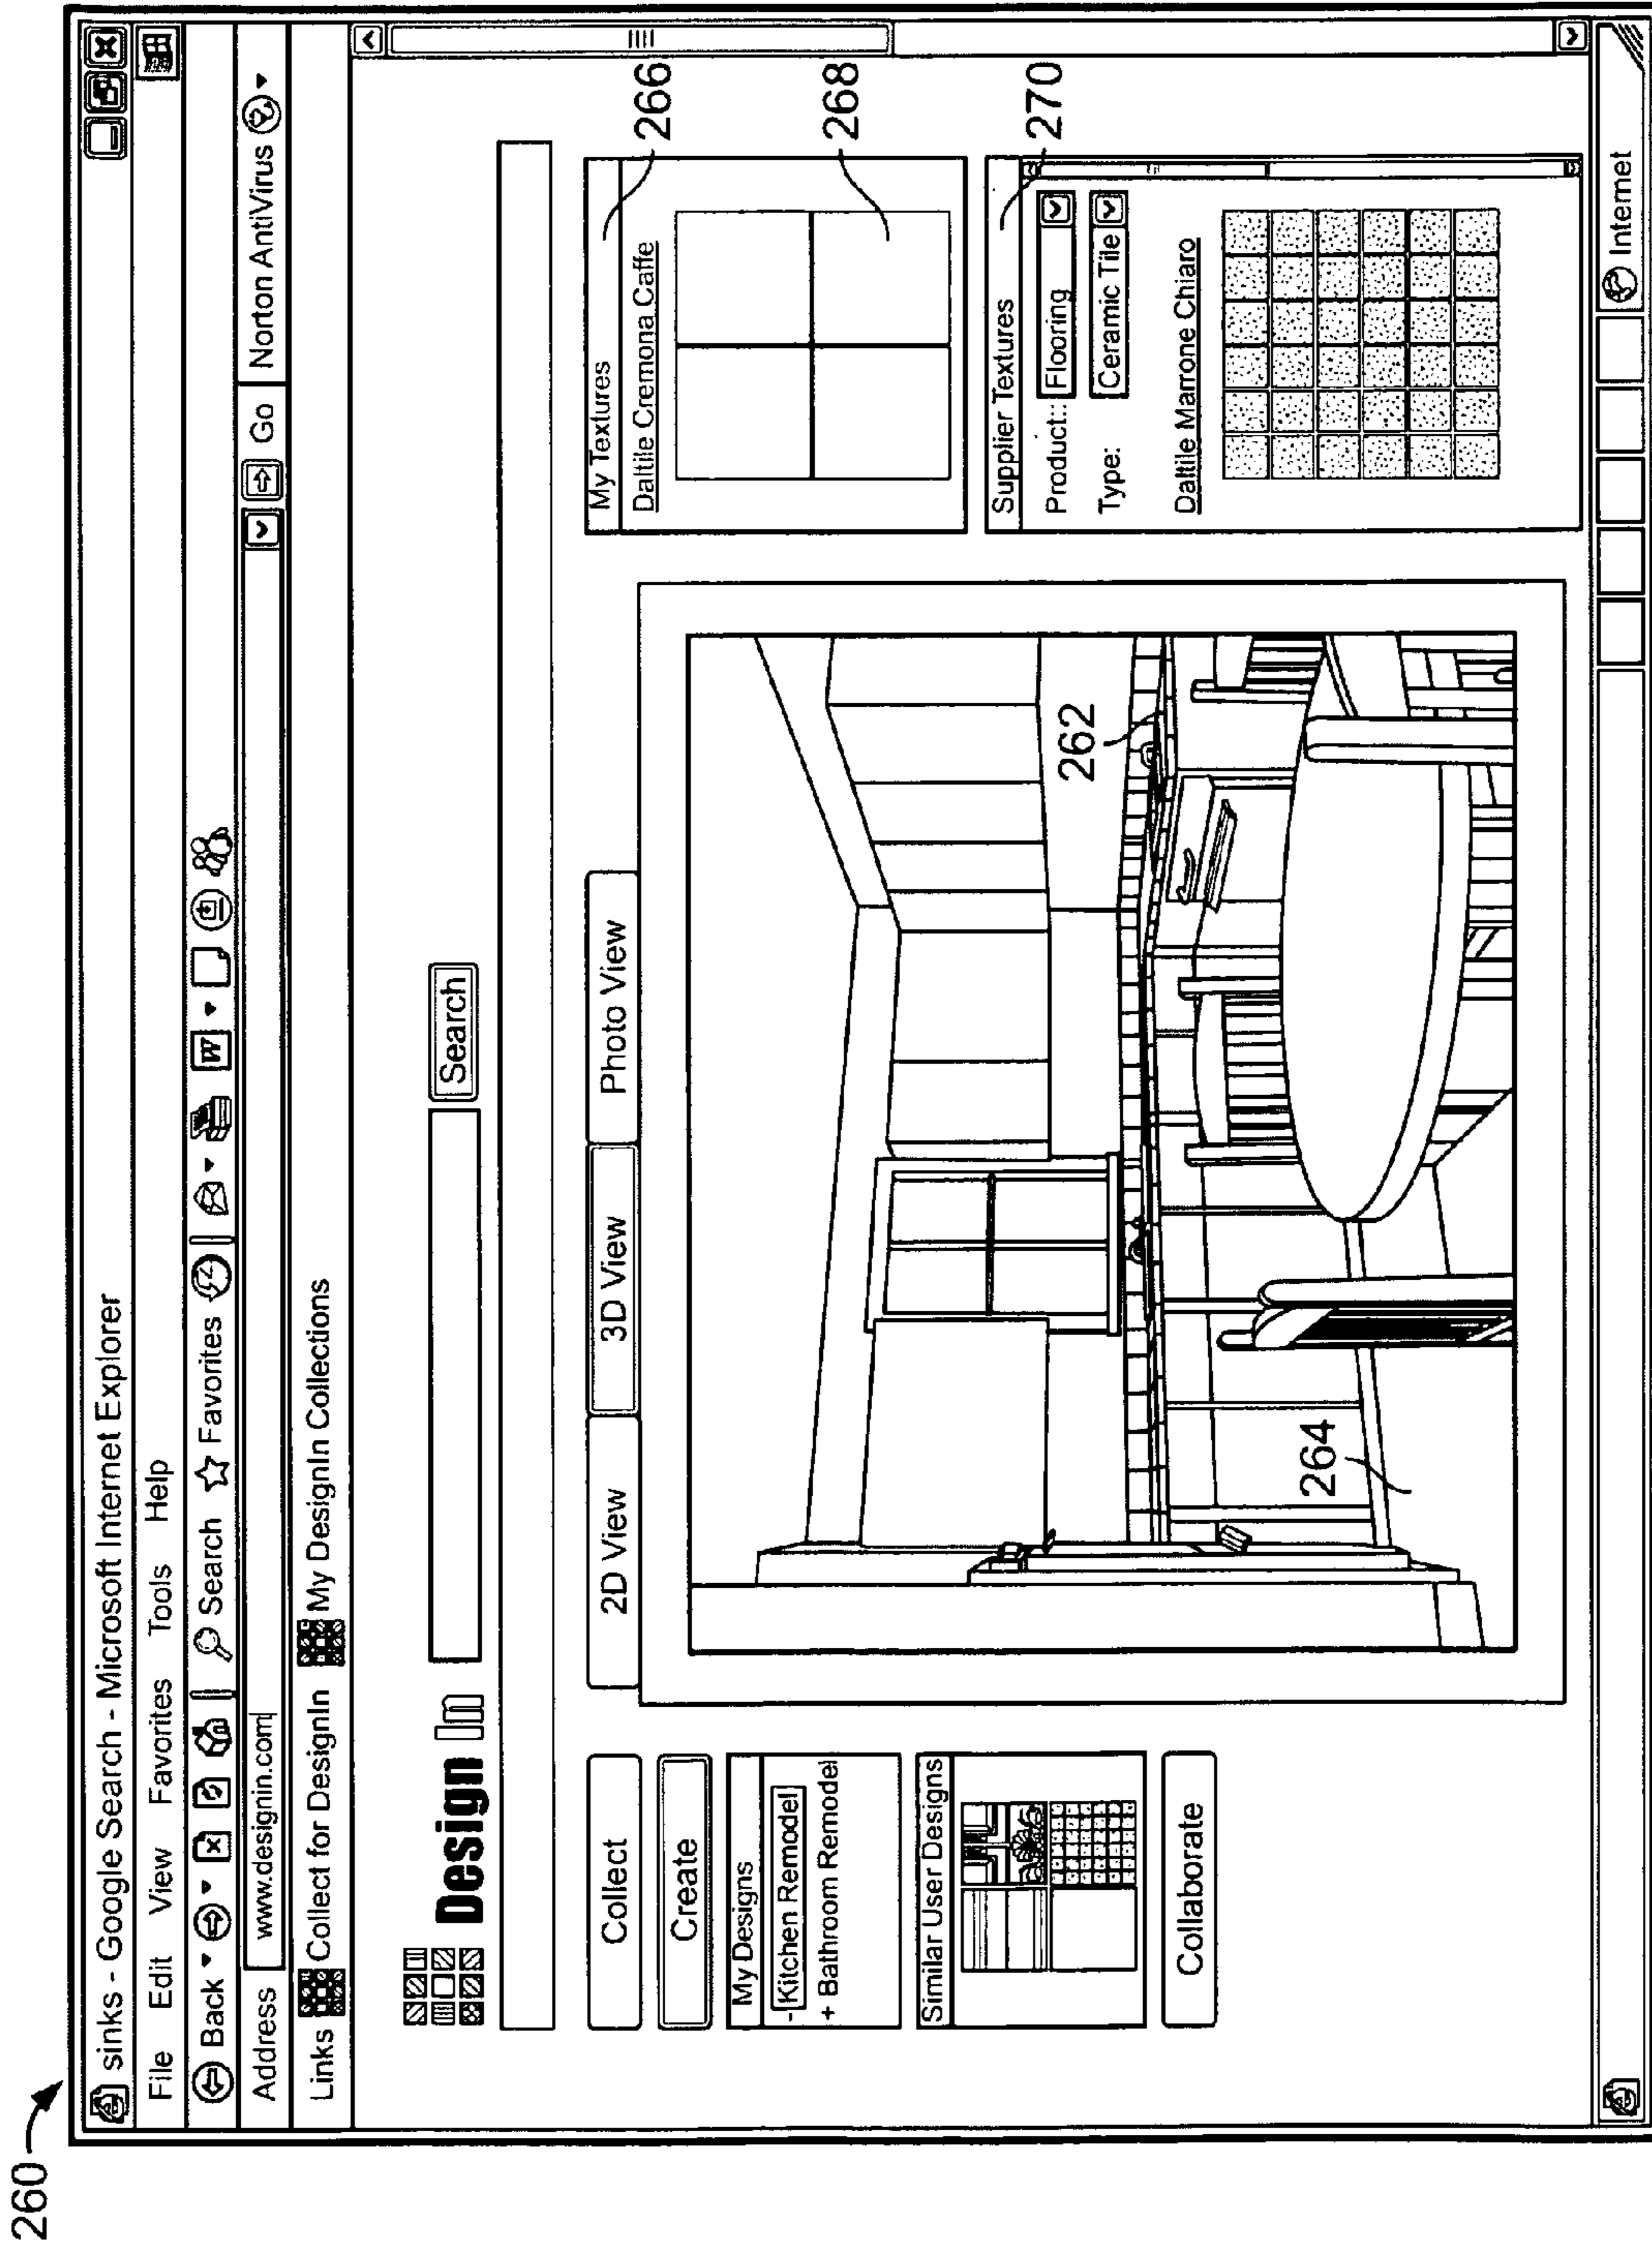 260
sinks - Google Search - Microsoft Internet Explorer
File Edit View Favorites Tools Help
Back Search Favorites W
Address www.designin.com Go Norton AntiVirus
Links Collect for DesignIn My DesignIn Collections
Design In Search
Collect
Create
My Designs
- Kitchen Remodel
+ Bathroom Remodel
Similar User Designs
Collaborate
2D View 3D View Photo View
262
264
My Textures
266
Daltile Cremona Caffe
268
Supplier Textures
270
Product:: Flooring
Type: Ceramic Tile
Daltile Marrone Chiaro
Internet